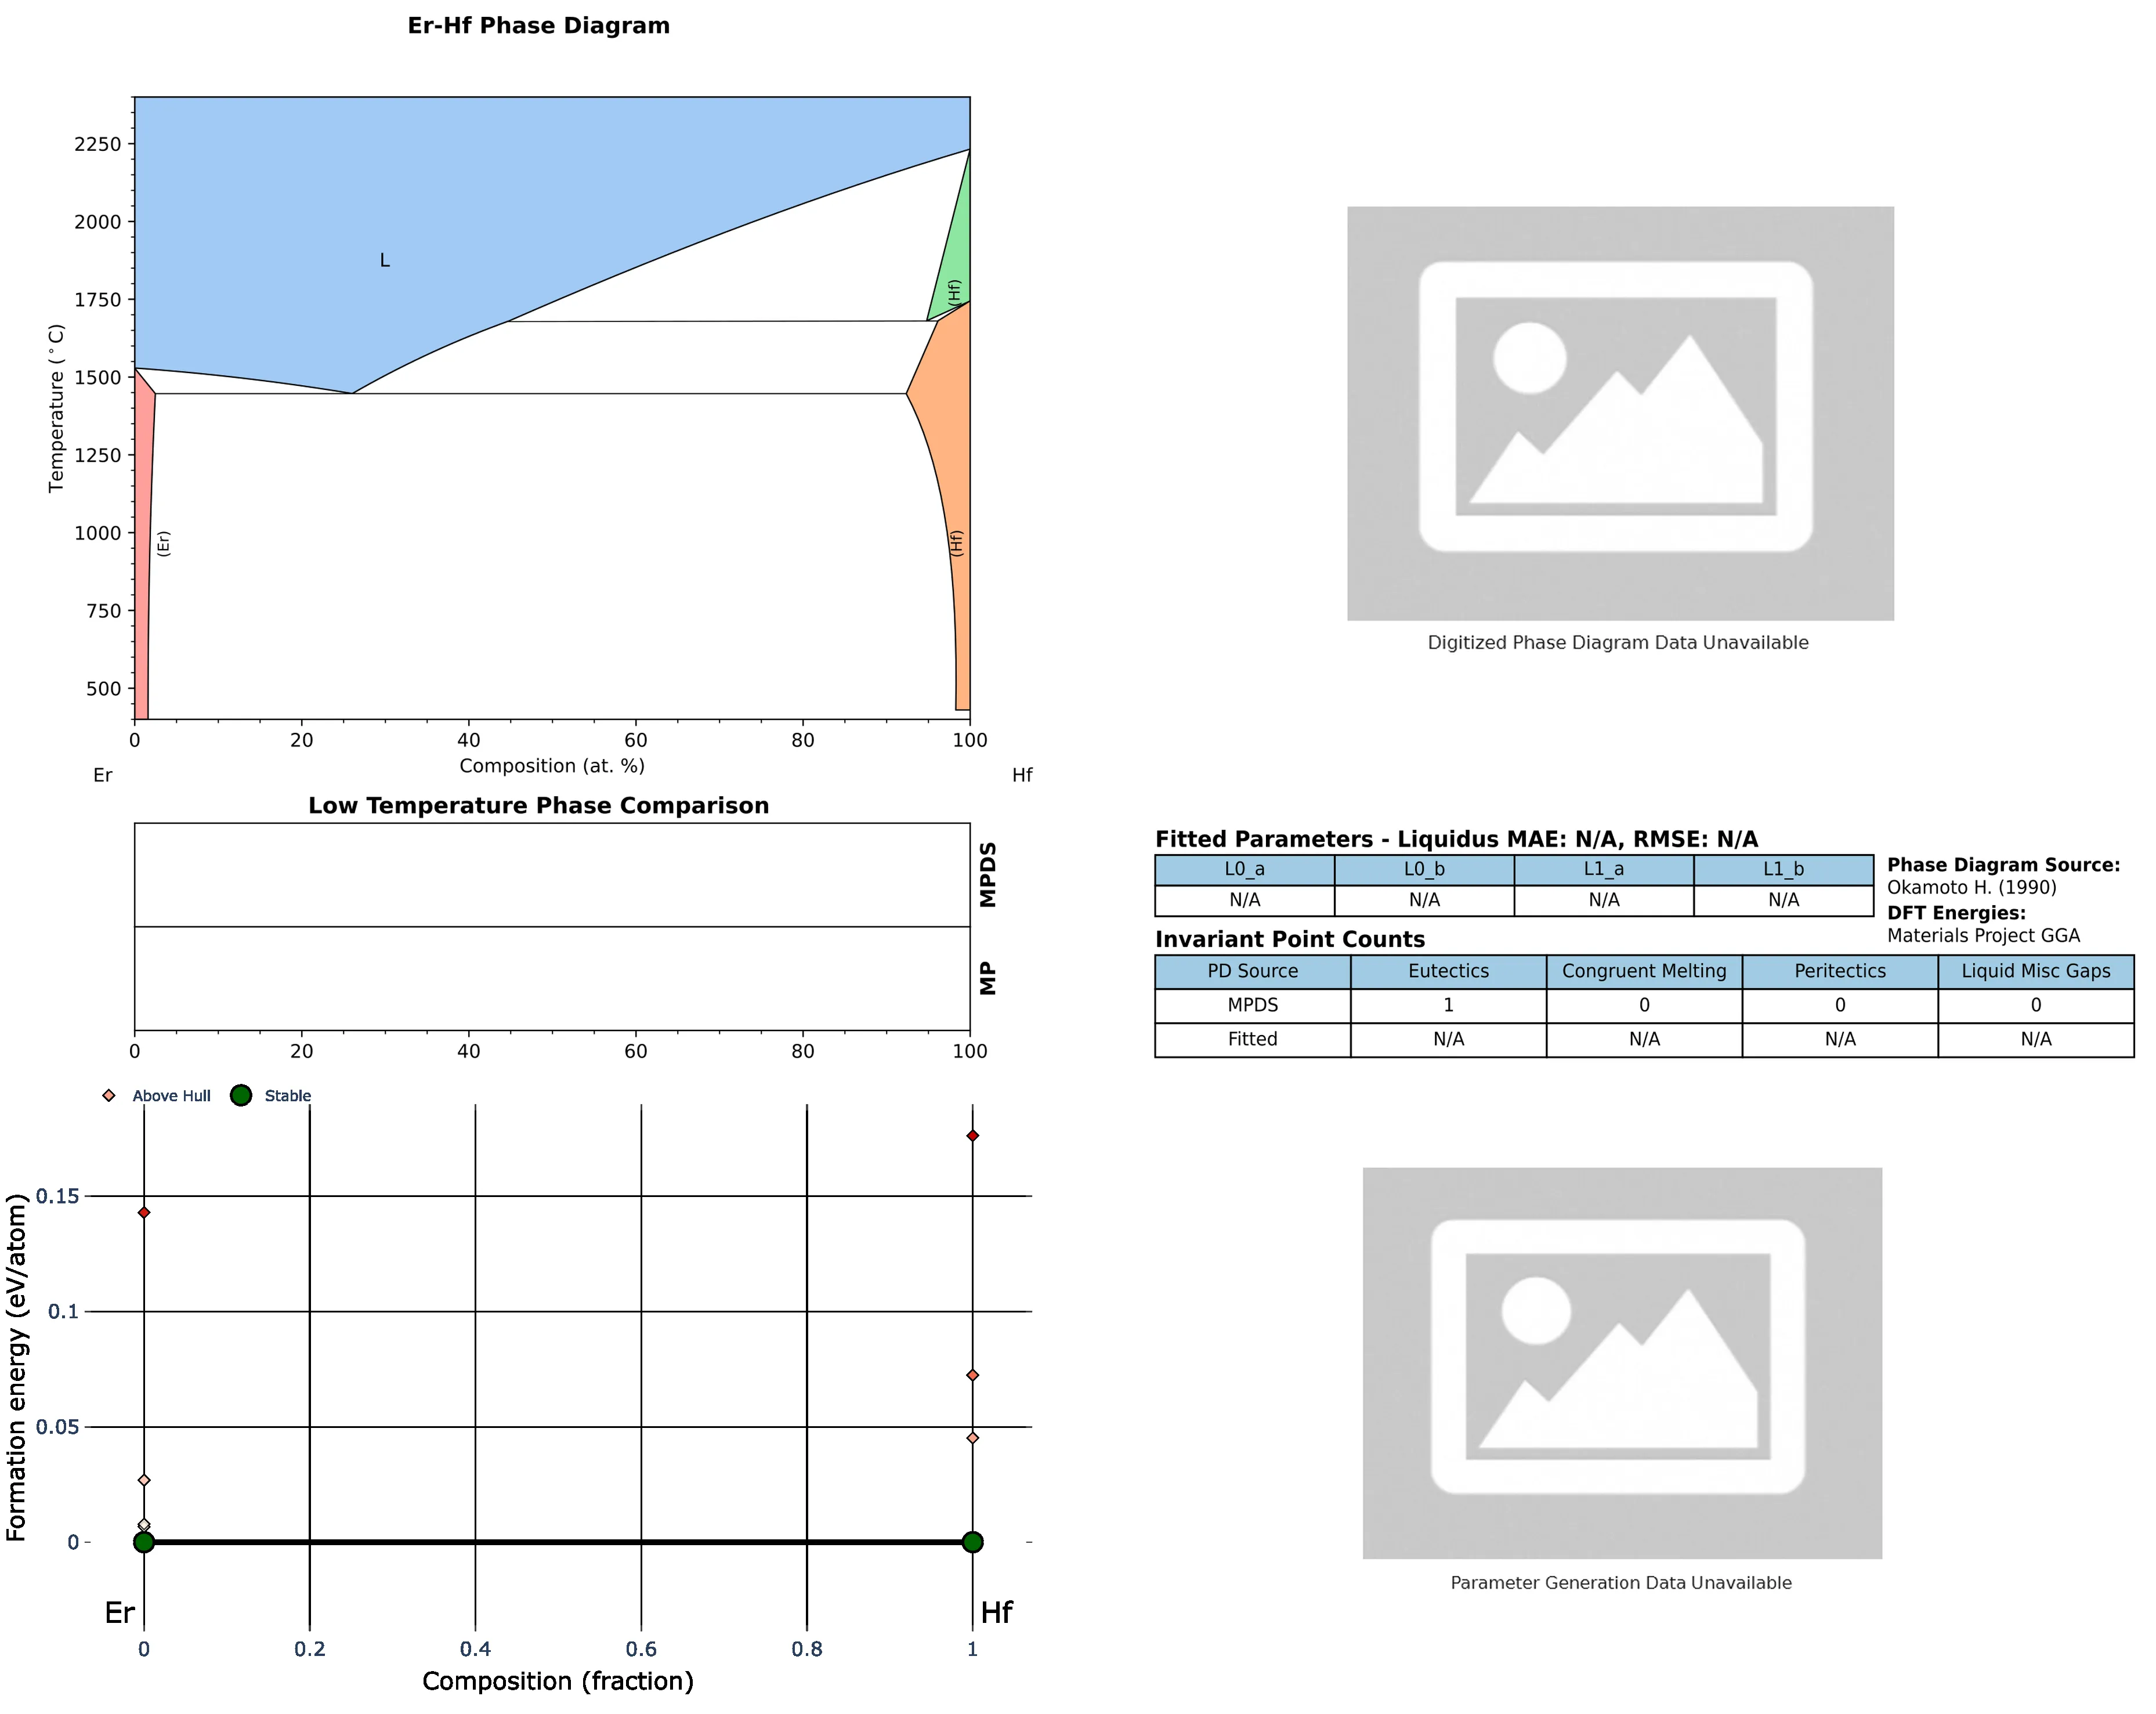 Er-Hf Phase Diagram
2250
2000
1750
1500
1250
1000
750
500
Temperature (°C)
L
(Er)
(Hf)
(Hf)
0 20 40 60 80 100
Er Composition (at. %) Hf
Digitized Phase Diagram Data Unavailable
Low Temperature Phase Comparison
MPDS
MP
0 20 40 60 80 100
Fitted Parameters - Liquidus MAE: N/A, RMSE: N/A
L0_a L0_b L1_a L1_b
N/A N/A N/A N/A
Phase Diagram Source:
Okamoto H. (1990)
DFT Energies:
Materials Project GGA
Invariant Point Counts
PD Source Eutectics Congruent Melting Peritectics Liquid Misc Gaps
MPDS 1 0 0 0
Fitted N/A N/A N/A N/A
Above Hull Stable
0.15
0.1
0.05
0
Formation energy (eV/atom)
Er Hf
0 0.2 0.4 0.6 0.8 1
Composition (fraction)
Parameter Generation Data Unavailable